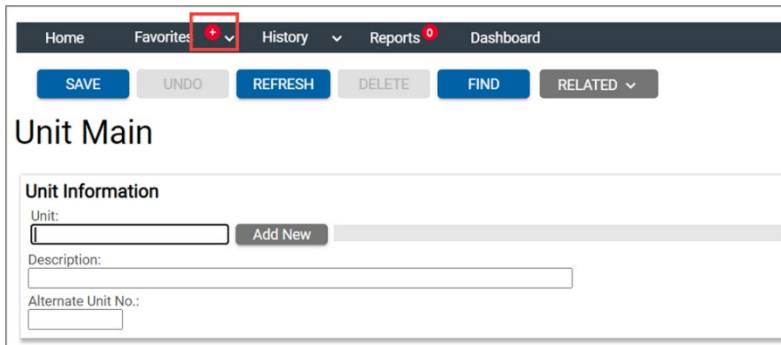 Home Favorites + History Reports 0 Dashboard
SAVE UNDO REFRESH DELETE FIND RELATED
Unit Main
Unit Information
Unit:
Add New
Description:
Alternate Unit No.: